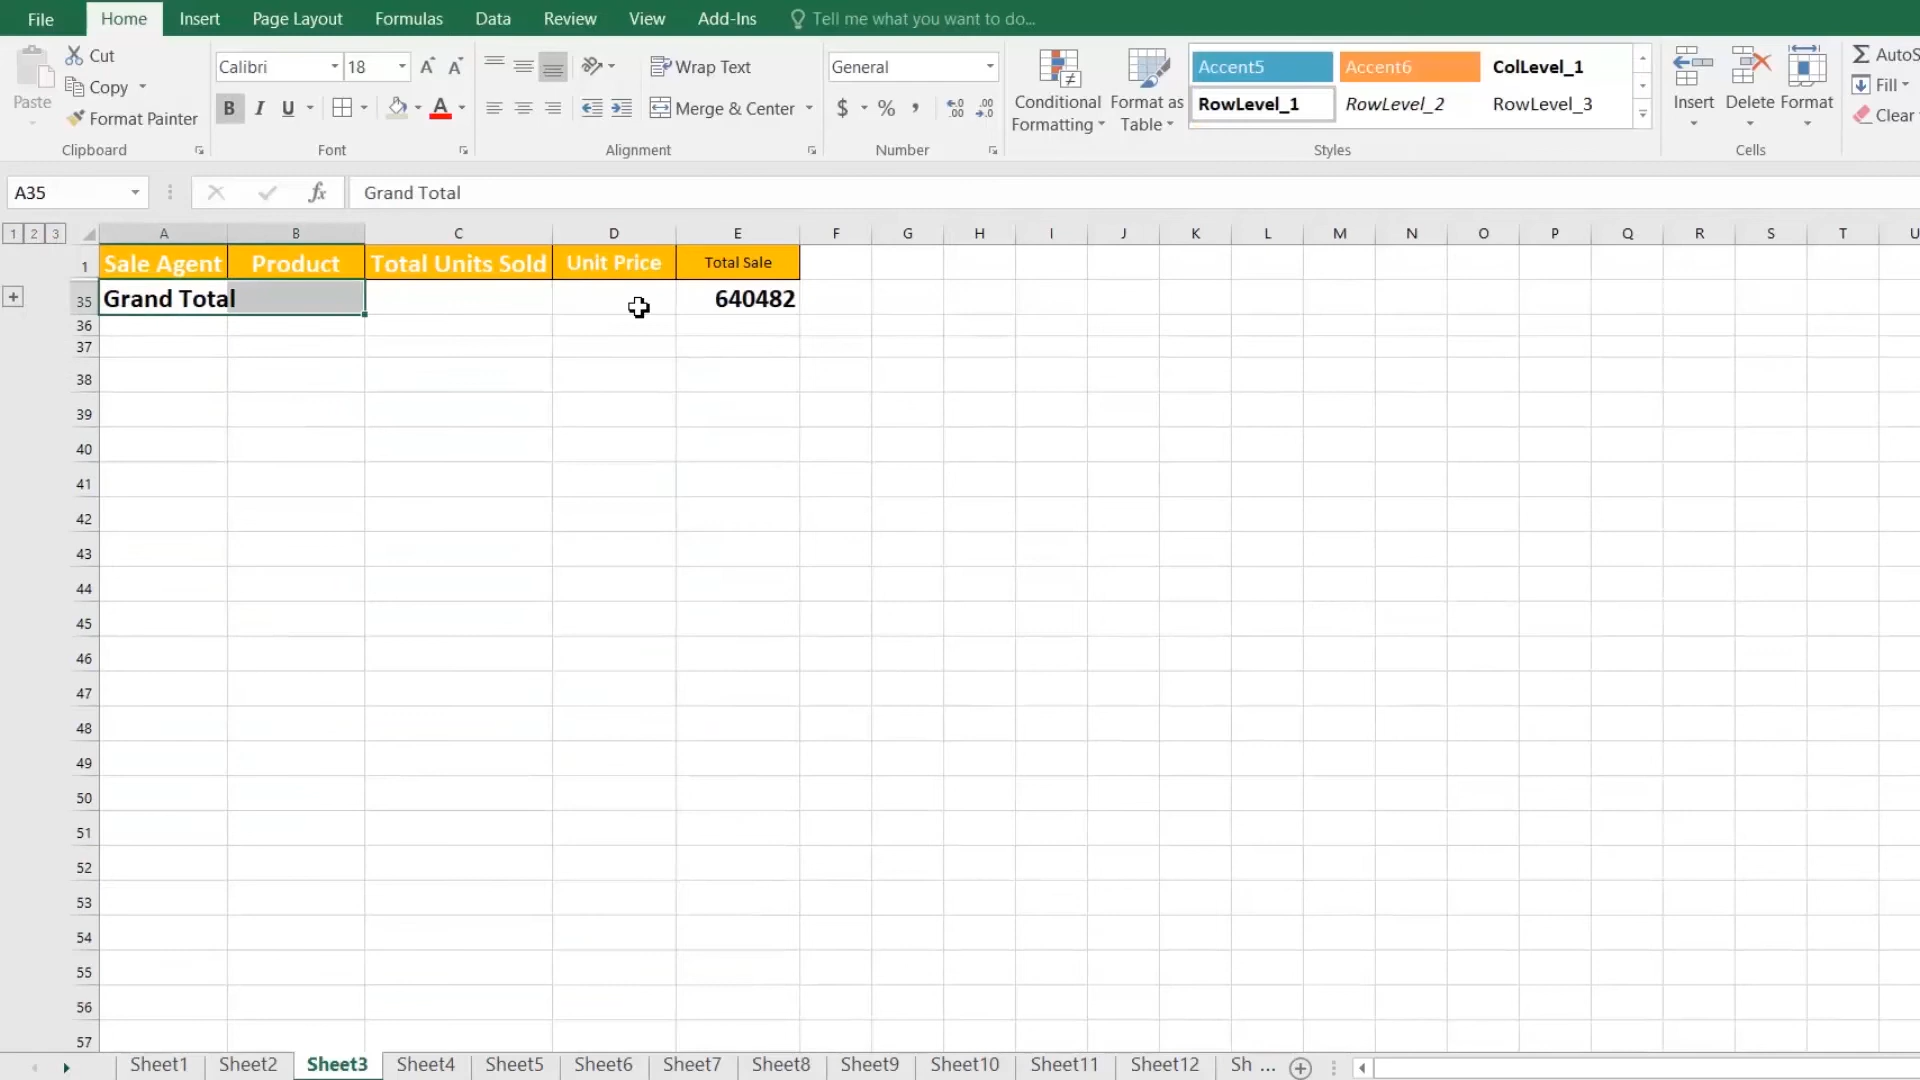 File Home Insert Page Layout Formulas Data Review View Add-Ins Tell me what you want to do...
Paste
Cut
Copy
Format Painter
Clipboard
Calibri 18
B I U
Font
Wrap Text
Merge & Center
Alignment
General
$ % , .0 .00
Number
Conditional Formatting
Format as Table
Accent5 Accent6 ColLevel_1
RowLevel_1 RowLevel_2 RowLevel_3
Styles
Insert Delete Format
Cells
Σ AutoS
Fill
Clear
A35 fx Grand Total
1 2 3 A B C D E F G H I J K L M N O P Q R S T U
1 Sale Agent Product Total Units Sold Unit Price Total Sale
35 Grand Total 640482
36
37
38
39
40
41
42
43
44
45
46
47
48
49
50
51
52
53
54
55
56
57
Sheet1 Sheet2 Sheet3 Sheet4 Sheet5 Sheet6 Sheet7 Sheet8 Sheet9 Sheet10 Sheet11 Sheet12 Sh ...